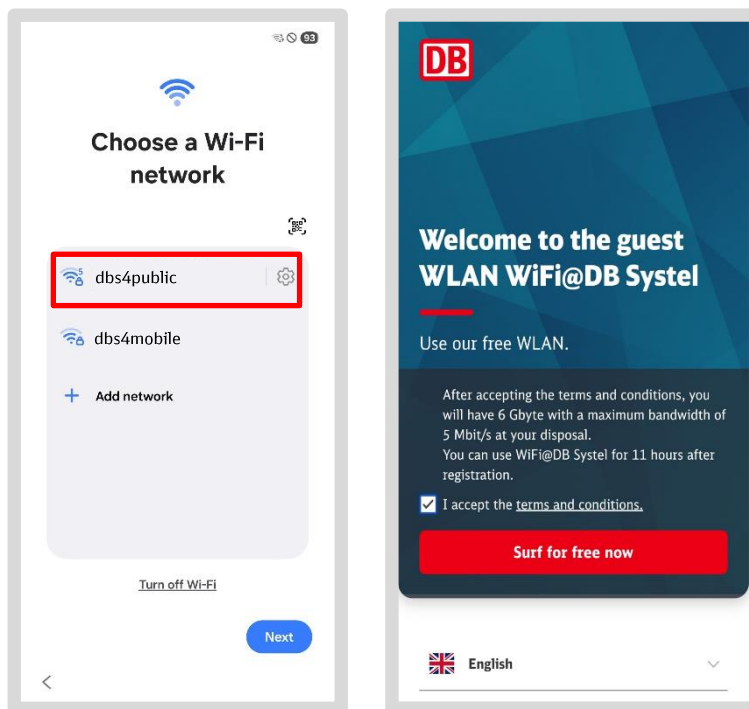 93
Choose a Wi-Fi
network
5
dbs4public
dbs4mobile
+ Add network
Turn off Wi-Fi
Next
DB
Welcome to the guest
WLAN WiFi@DB Systel
Use our free WLAN.
After accepting the terms and conditions, you
will have 6 Gbyte with a maximum bandwidth of
5 Mbit/s at your disposal.
You can use WiFi@DB Systel for 11 hours after
registration.
I accept the terms and conditions.
Surf for free now
English